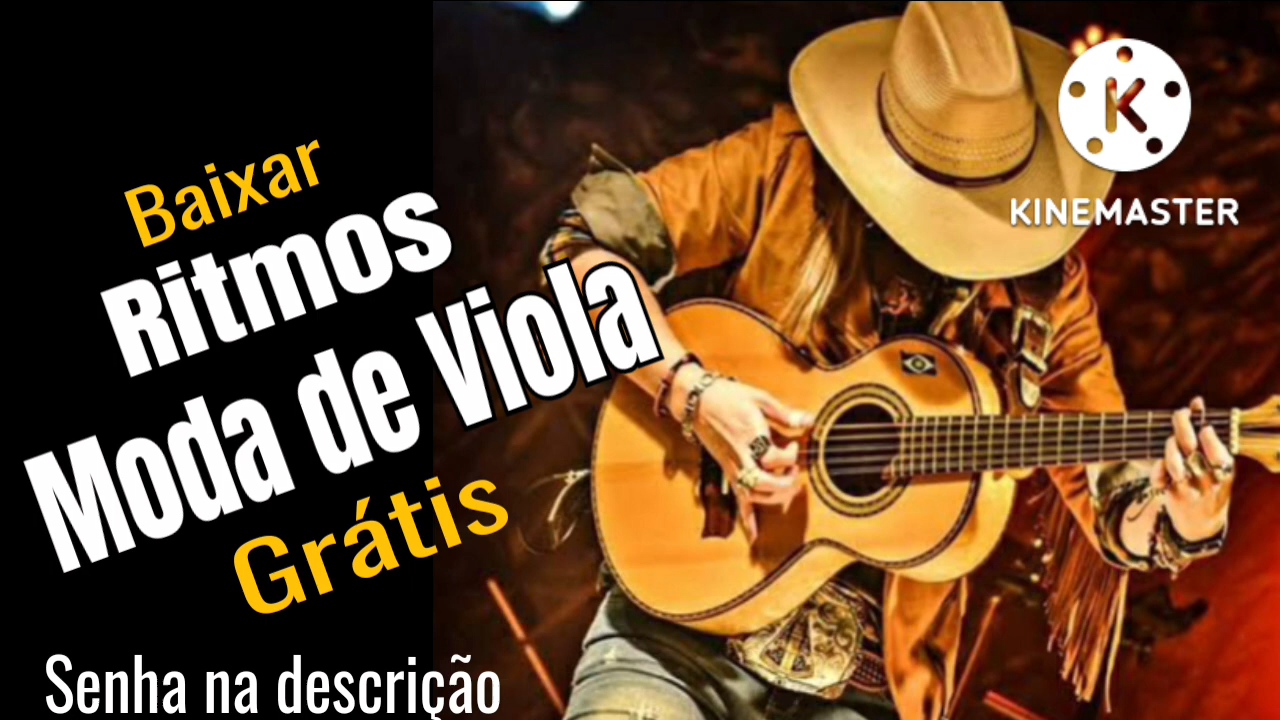 Baixar
Ritmos
Moda de Viola
Grátis
Senha na descrição
K
KINEMASTER